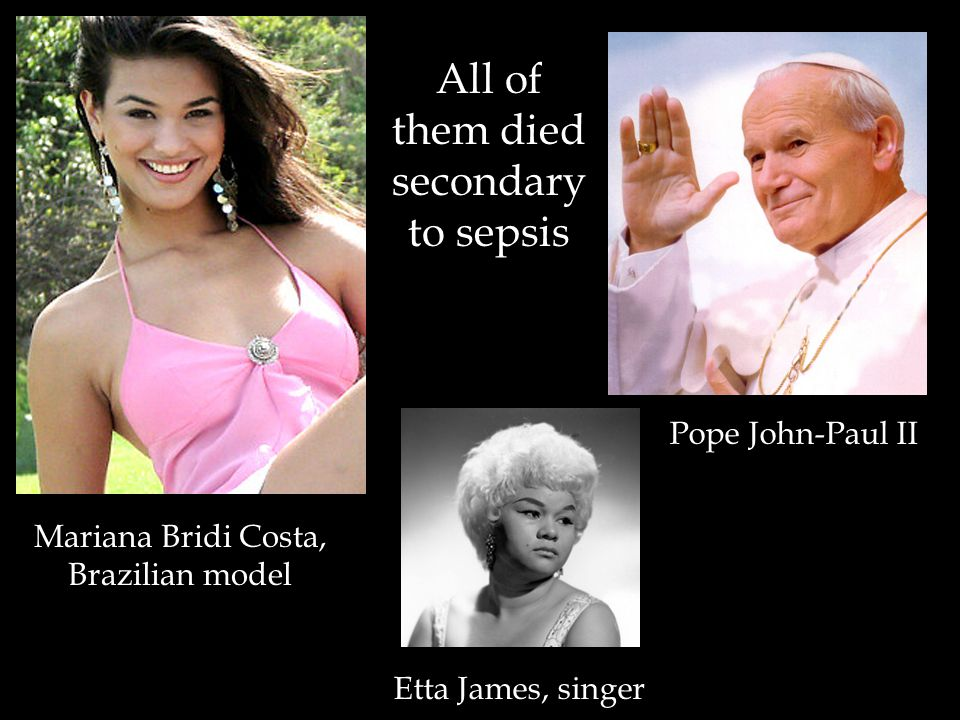 All of
them died
secondary
to sepsis
Pope John-Paul II
Mariana Bridi Costa,
Brazilian model
Etta James, singer